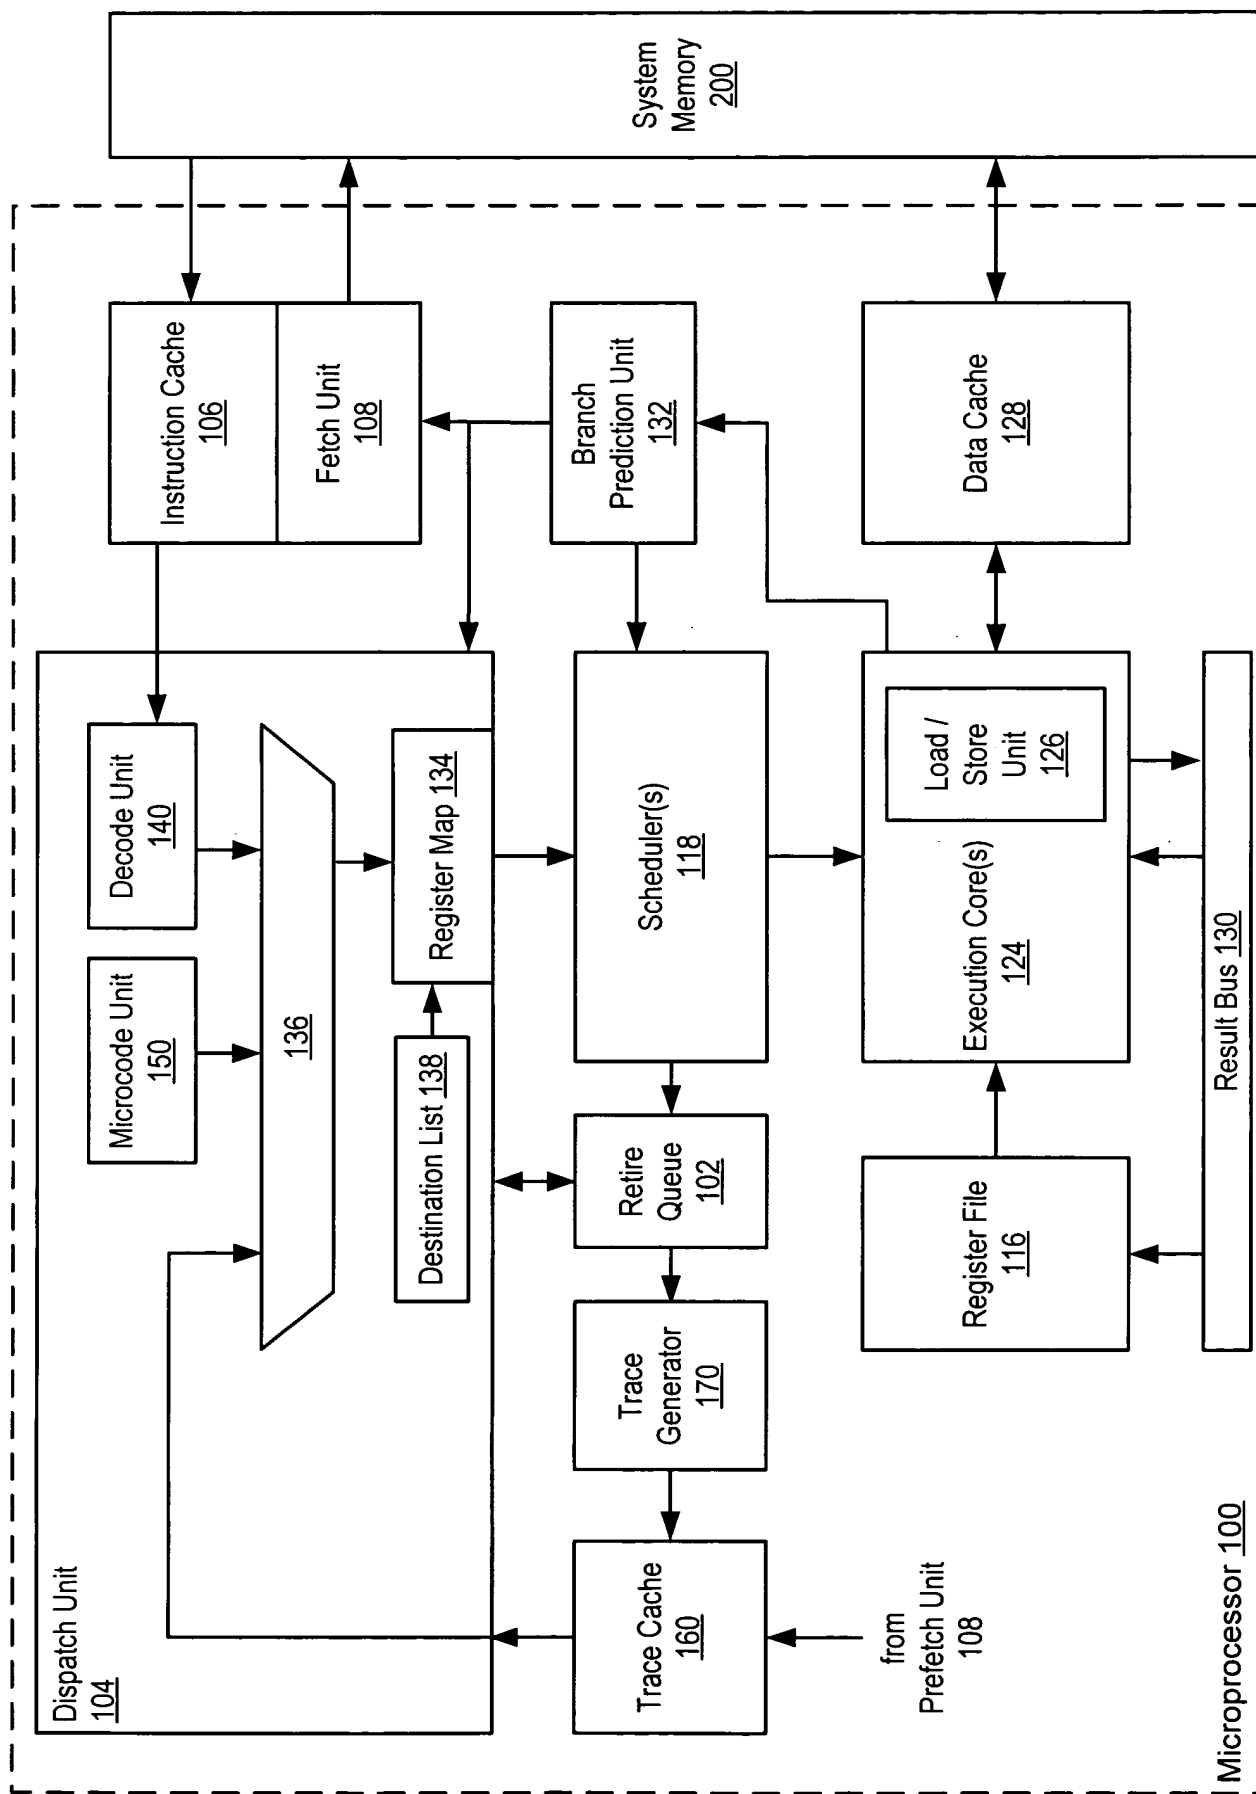 System
Memory
200
Instruction Cache
106
Fetch Unit
108
Branch
Prediction Unit
132
Data Cache
128
Dispatch Unit
104
Microcode Unit
150
Decode Unit
140
136
Destination List 138
Register Map 134
Trace Cache
160
Trace
Generator
170
Retire
Queue
102
Scheduler(s)
118
from
Prefetch Unit
108
Register File
116
Execution Core(s)
124
Load /
Store
Unit
126
Result Bus 130
Microprocessor 100